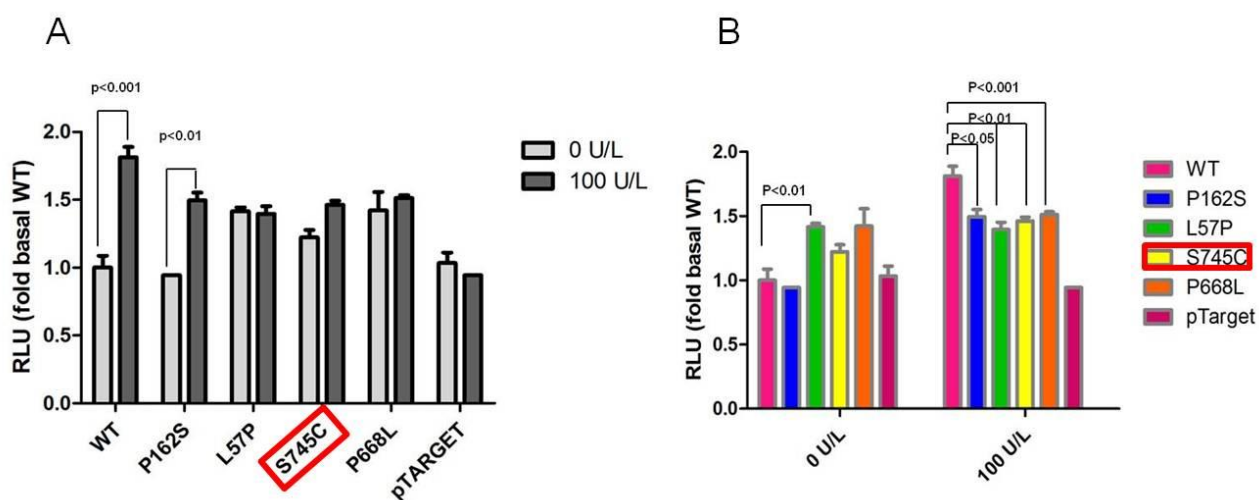 A
p<0.001
p<0.01
2.0
1.5
1.0
0.5
0.0
RLU (fold basal WT)
WT
P162S
L57P
S745C
P668L
pTARGET
0 U/L
100 U/L
B
P<0.001
P<0.01
P<0.05
P<0.01
2.0
1.5
1.0
0.5
0.0
RLU (fold basal WT)
0 U/L
100 U/L
WT
P162S
L57P
S745C
P668L
pTarget